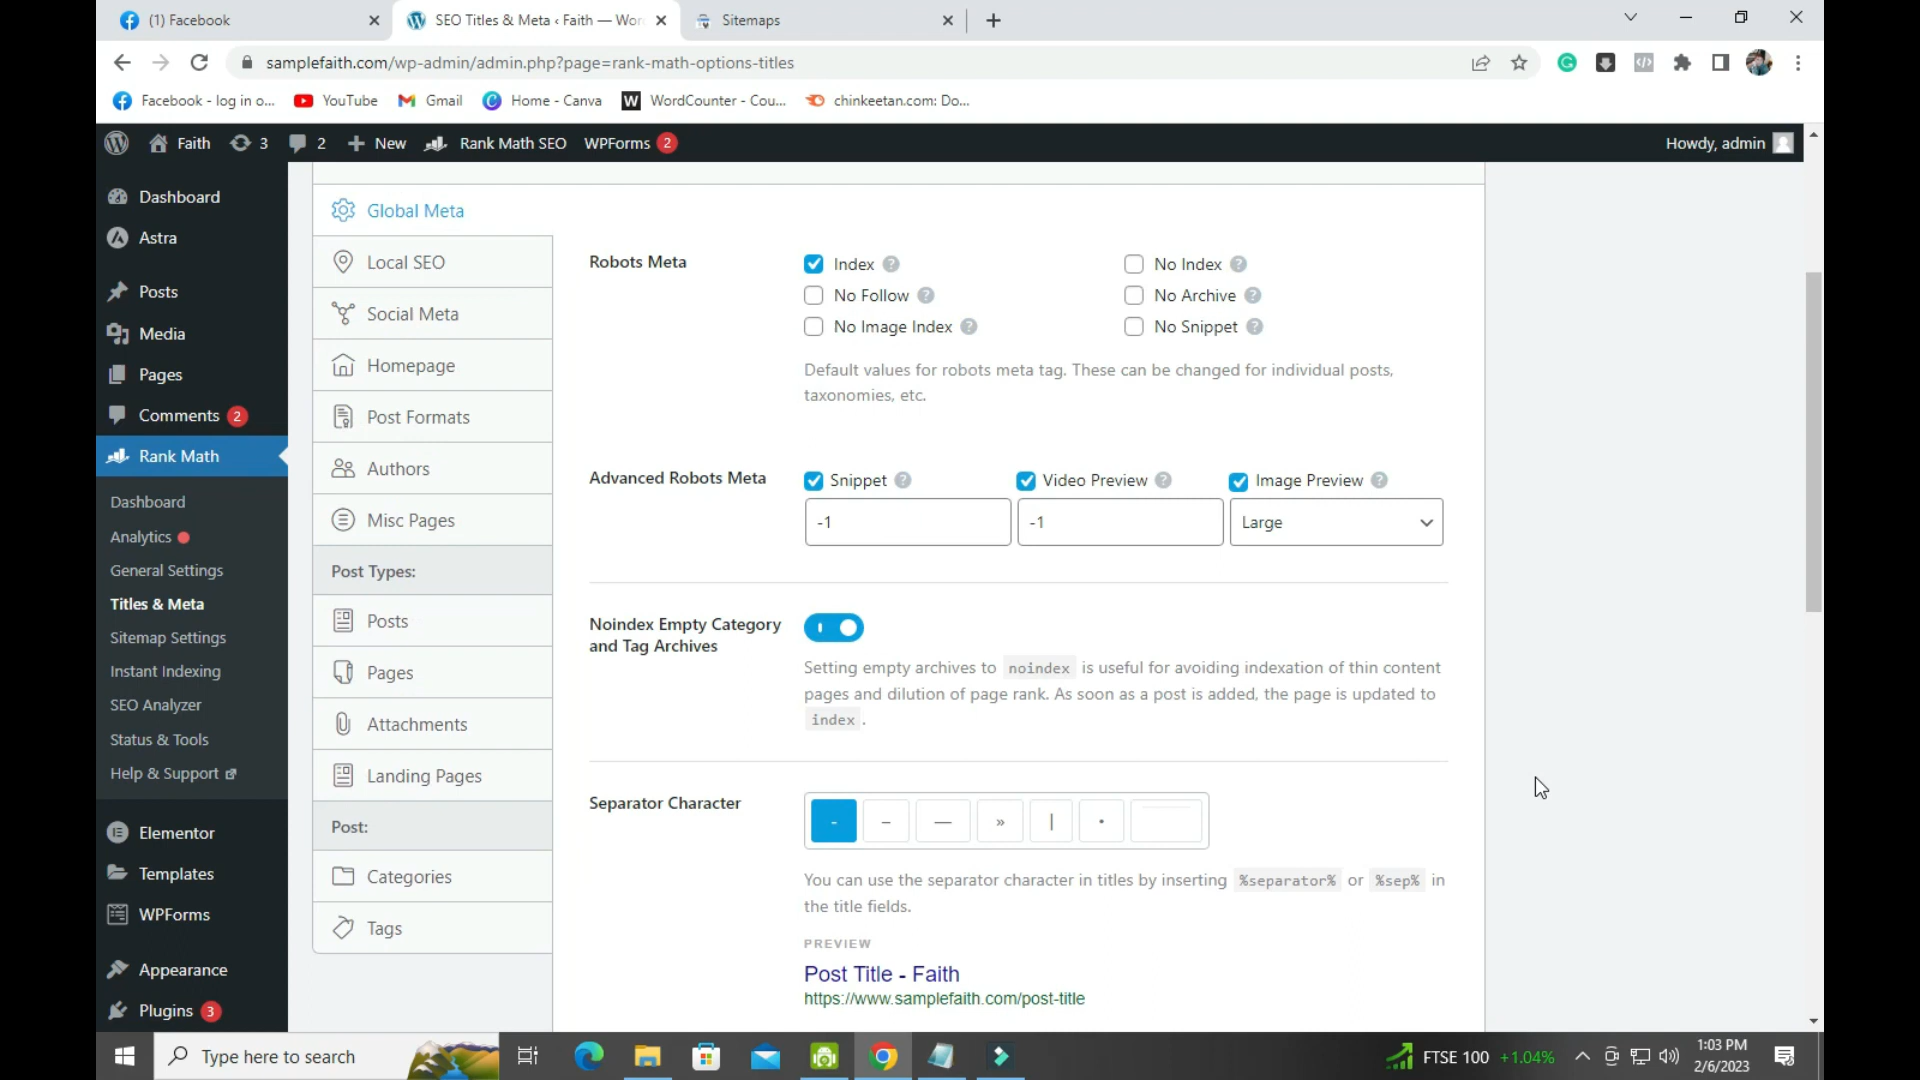 (1) Facebook
SEO Titles & Meta ‹ Faith — Wor
Sitemaps
samplefaith.com/wp-admin/admin.php?page=rank-math-options-titles
Facebook - log in o...
YouTube
Gmail
Home - Canva
WordCounter - Cou...
chinkeetan.com: Do...
Faith
3
2
New
Rank Math SEO
WPForms 2
Howdy, admin
Dashboard
Astra
Posts
Media
Pages
Comments 2
Rank Math
Dashboard
Analytics
General Settings
Titles & Meta
Sitemap Settings
Instant Indexing
SEO Analyzer
Status & Tools
Help & Support
Elementor
Templates
WPForms
Appearance
Plugins 3
Global Meta
Local SEO
Social Meta
Homepage
Post Formats
Authors
Misc Pages
Post Types:
Posts
Pages
Attachments
Landing Pages
Post:
Categories
Tags
Robots Meta
Index ?
No Index ?
No Follow ?
No Archive ?
No Image Index ?
No Snippet ?
Default values for robots meta tag. These can be changed for individual posts,
taxonomies, etc.
Advanced Robots Meta
Snippet ?
Video Preview ?
Image Preview ?
-1
-1
Large
Noindex Empty Category
and Tag Archives
Setting empty archives to noindex is useful for avoiding indexation of thin content
pages and dilution of page rank. As soon as a post is added, the page is updated to
index .
Separator Character
- – — » | •
You can use the separator character in titles by inserting %separator% or %sep% in
the title fields.
PREVIEW
Post Title - Faith
https://www.samplefaith.com/post-title
Type here to search
FTSE 100 +1.04%
1:03 PM
2/6/2023